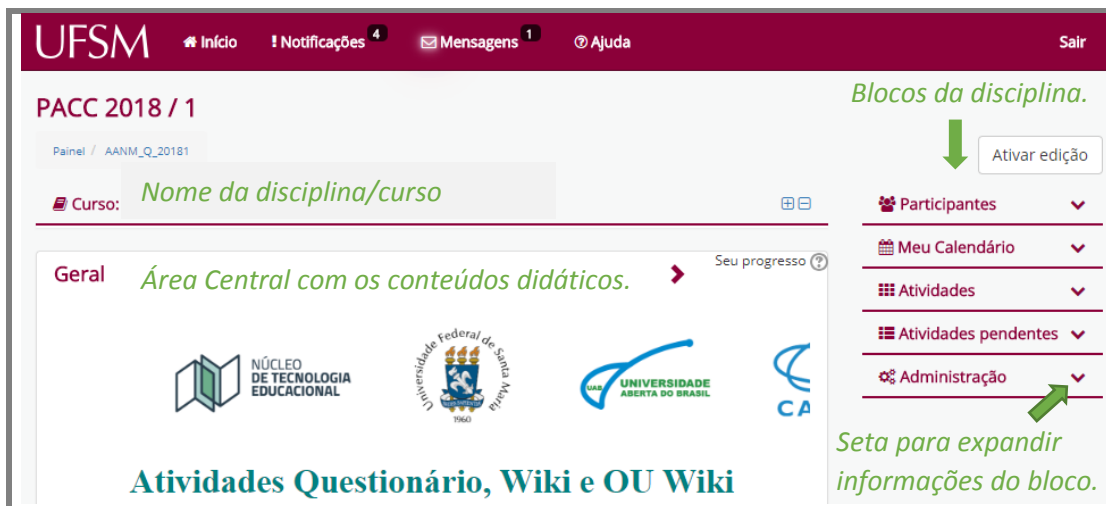 UFSM Início Notificações 4 Mensagens 1 Ajuda Sair
PACC 2018 / 1
Blocos da disciplina.
Painel / AANM_Q_20181
Ativar edição
Curso: Nome da disciplina/curso
Participantes
Meu Calendário
Atividades
Atividades pendentes
Administração
Geral
Área Central com os conteúdos didáticos.
Seu progresso
NÚCLEO
DE TECNOLOGIA
EDUCACIONAL
Universidade Federal de Santa Maria
1960
UAB UNIVERSIDADE
ABERTA DO BRASIL
CA
Seta para expandir
informações do bloco.
Atividades Questionário, Wiki e OU Wiki